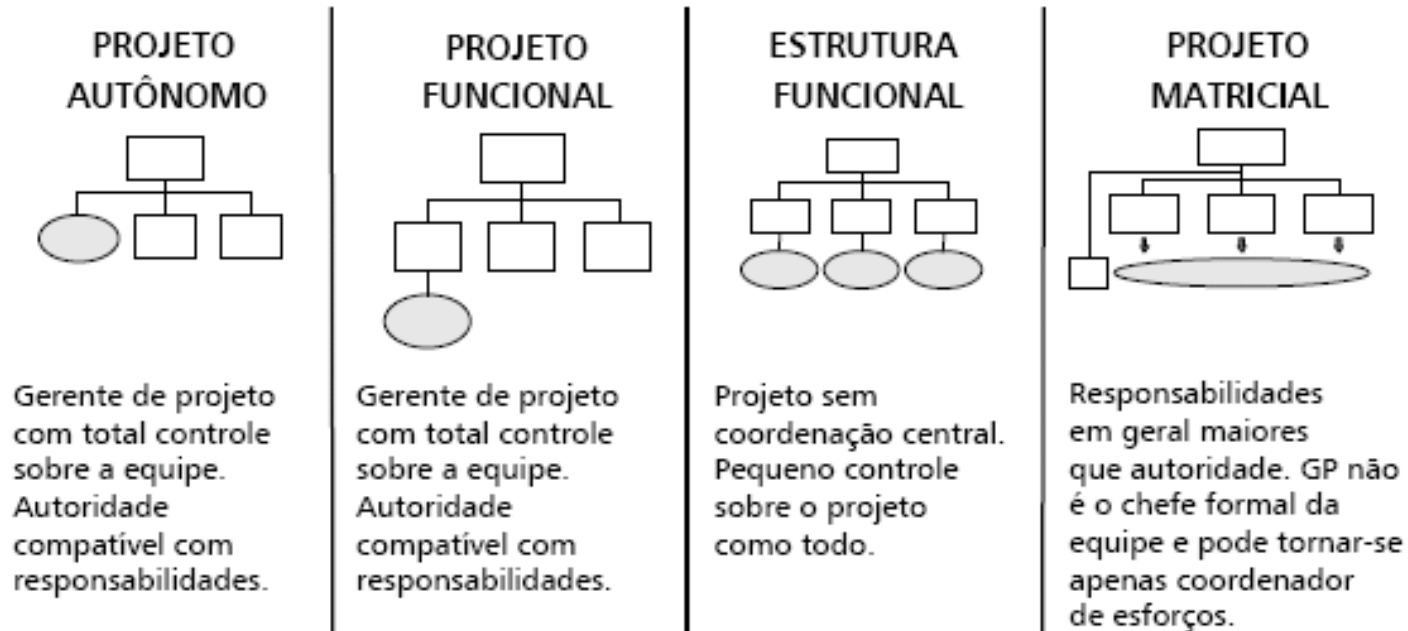 PROJETO
AUTÔNOMO
Gerente de projeto
com total controle
sobre a equipe.
Autoridade
compatível com
responsabilidades.
PROJETO
FUNCIONAL
Gerente de projeto
com total controle
sobre a equipe.
Autoridade
compatível com
responsabilidades.
ESTRUTURA
FUNCIONAL
Projeto sem
coordenação central.
Pequeno controle
sobre o projeto
como todo.
PROJETO
MATRICIAL
Responsabilidades
em geral maiores
que autoridade. GP não
é o chefe formal da
equipe e pode tornar-se
apenas coordenador
de esforços.